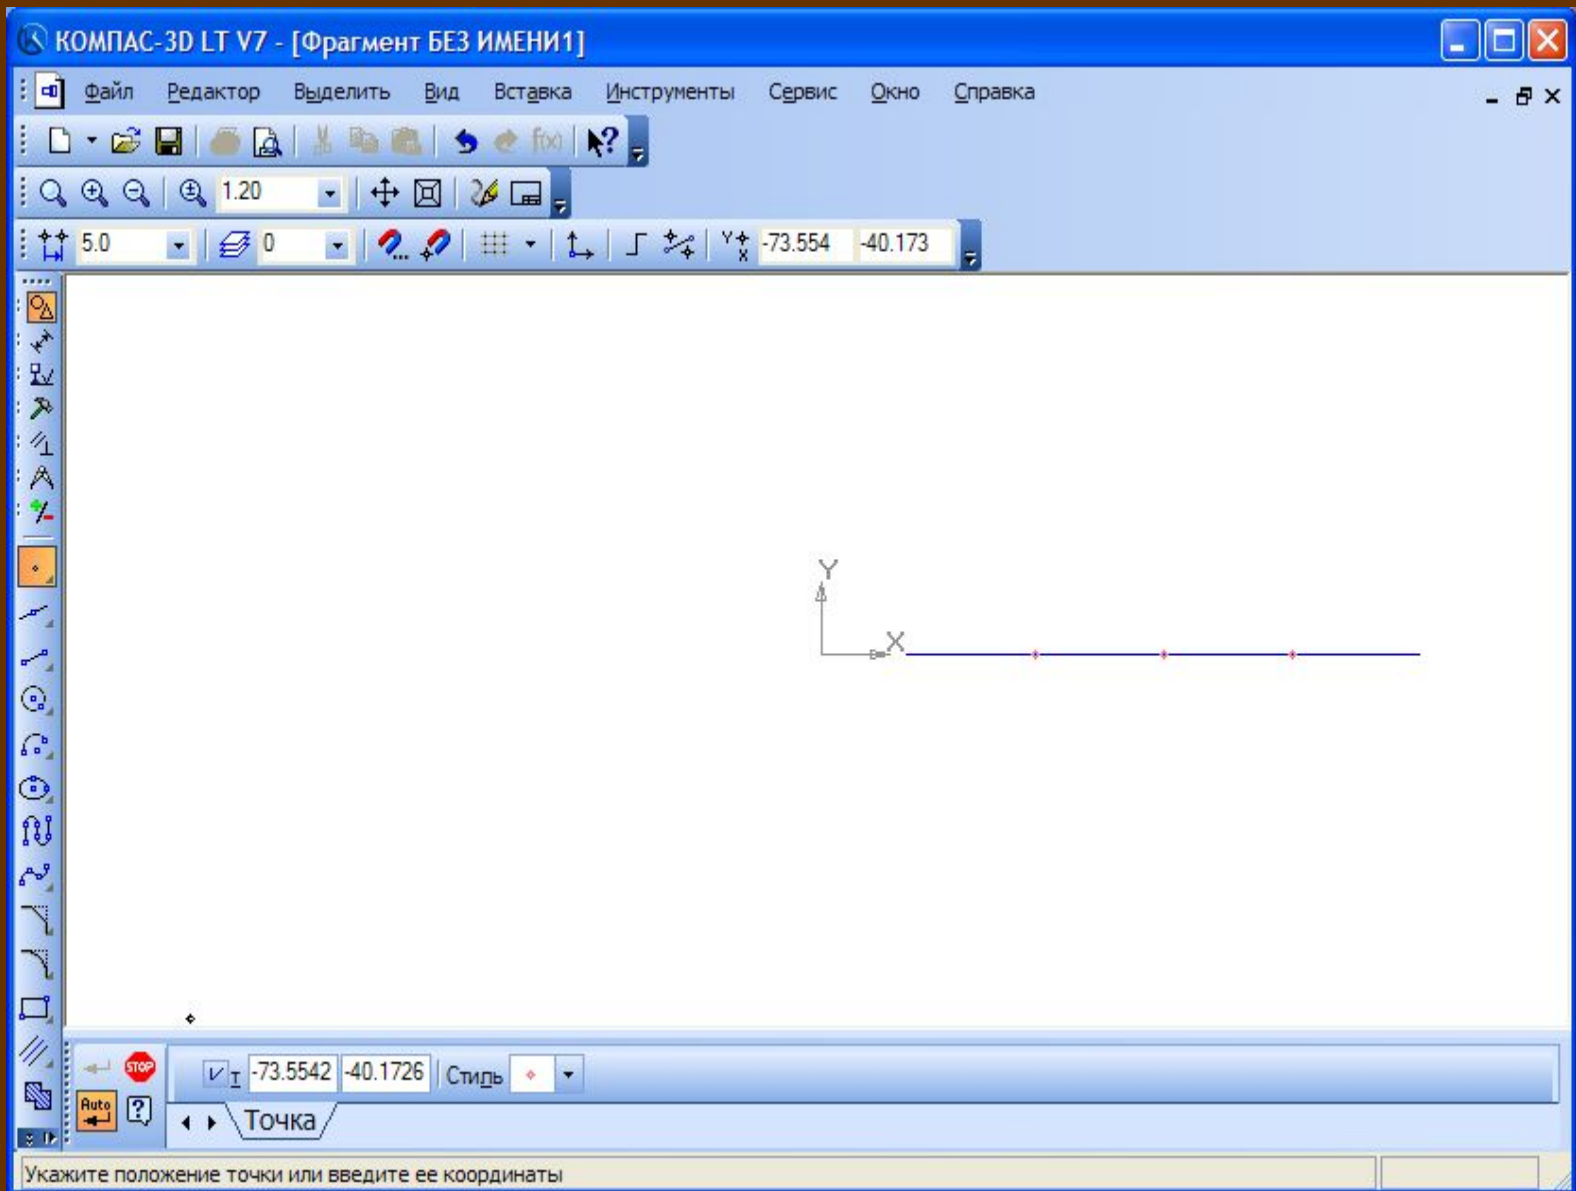 КОМПАС-3D LT V7 - [Фрагмент БЕЗ ИМЕНИ1]
Файл Редактор Выделить Вид Вставка Инструменты Сервис Окно Справка
f(x) ?
1.20
5.0 0 Y X -73.554 -40.173
Y
X
STOP т -73.5542 -40.1726 Стиль
Auto ? Точка
Укажите положение точки или введите ее координаты